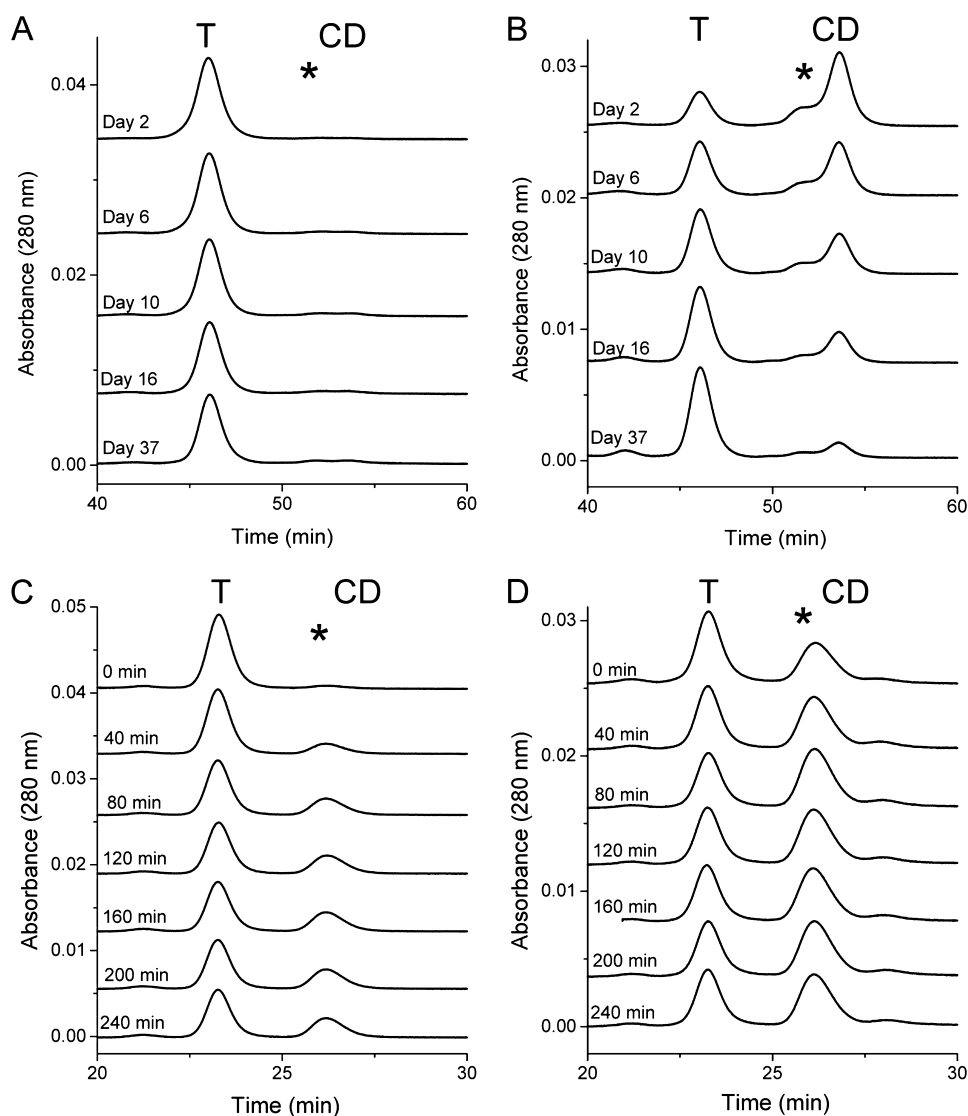 A
T
CD
*
0.04
0.02
0.00
Day 2
Day 6
Day 10
Day 16
Day 37
40
50
60
Absorbance (280 nm)
Time (min)
B
T
CD
*
0.03
0.02
0.01
0.00
Day 2
Day 6
Day 10
Day 16
Day 37
40
50
60
Absorbance (280 nm)
Time (min)
C
T
CD
*
0.05
0.04
0.03
0.02
0.01
0.00
0 min
40 min
80 min
120 min
160 min
200 min
240 min
20
25
30
Absorbance (280 nm)
Time (min)
D
T
CD
*
0.03
0.02
0.01
0.00
0 min
40 min
80 min
120 min
160 min
200 min
240 min
20
25
30
Absorbance (280 nm)
Time (min)